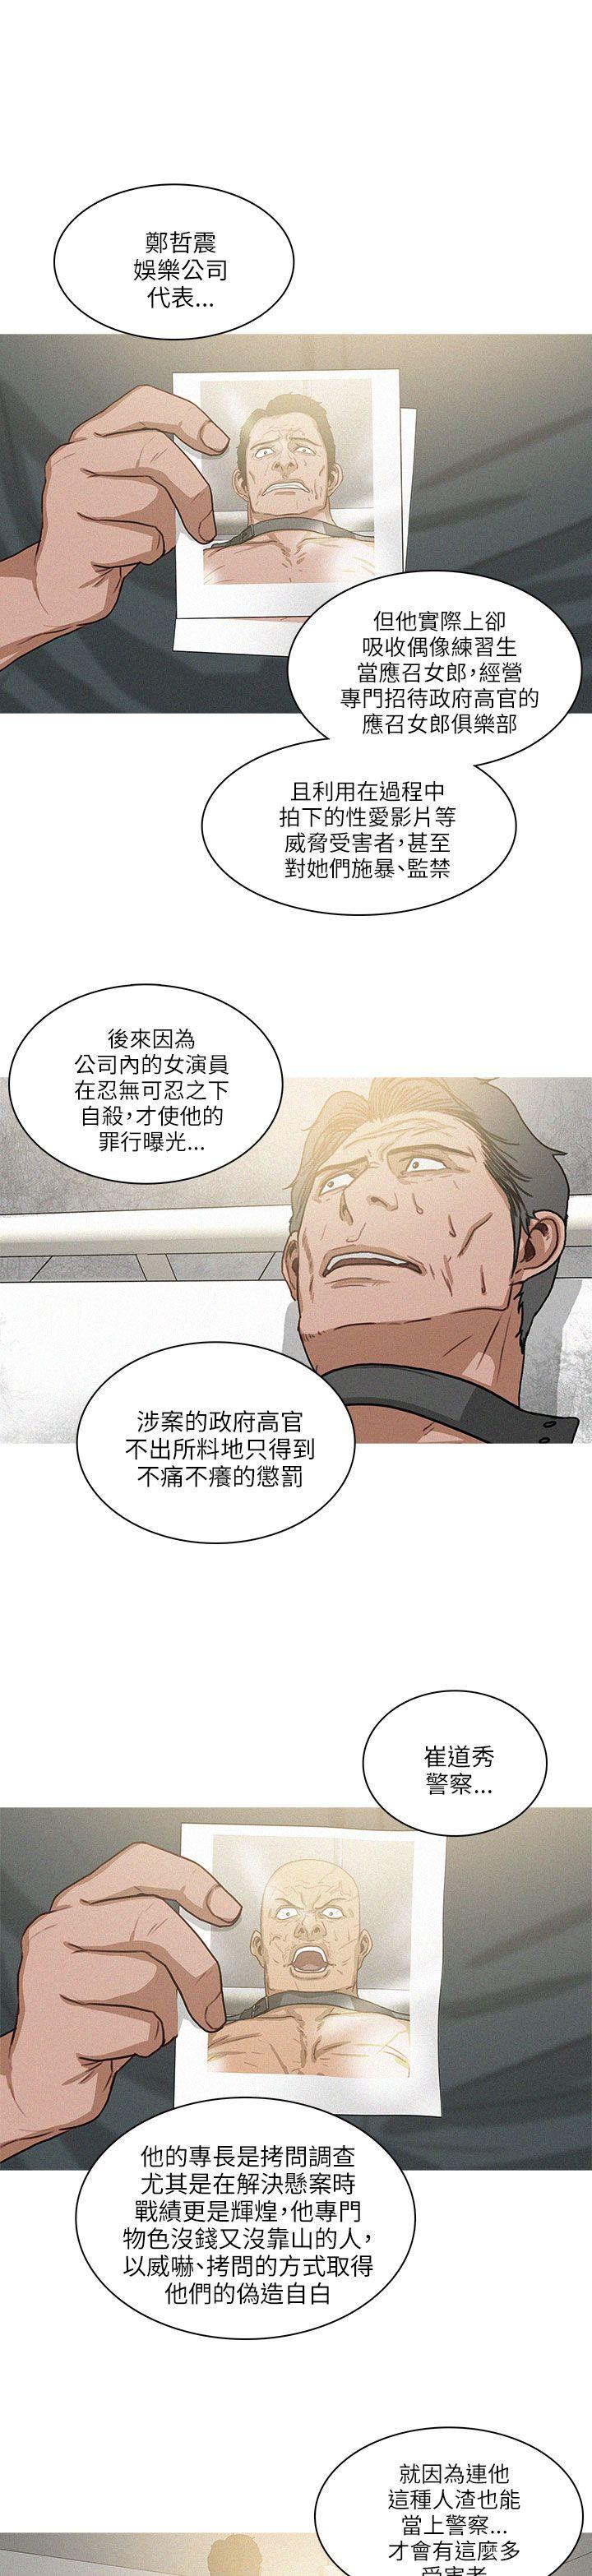 鄭哲震
娛樂公司
代表...
但他實際上卻
吸收偶像練習生
當應召女郎，經營
專門招待政府高官的
應召女郎俱樂部
且利用在過程中
拍下的性愛影片等
威脅受害者，甚至
對她們施暴、監禁
後來因為
公司內的女演員
在忍無可忍之下
自殺，才使他的
罪行曝光...
涉案的政府高官
不出所料地只得到
不痛不癢的懲罰
崔道秀
警察...
他的專長是拷問調查
尤其是在解決懸案時
戰績更是輝煌，他專門
物色沒錢又沒靠山的人，
以威嚇、拷問的方式取得
他們的偽造自白
就因為連他
這種人渣也能
當上警察...
才會有這麼多
受害者